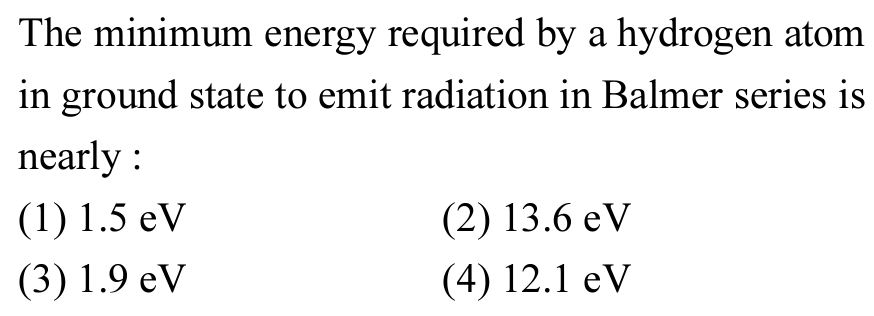 The minimum energy required by a hydrogen atom
in ground state to emit radiation in Balmer series is
nearly :
(1) 1.5 eV (2) 13.6 eV
(3) 1.9 eV (4) 12.1 eV